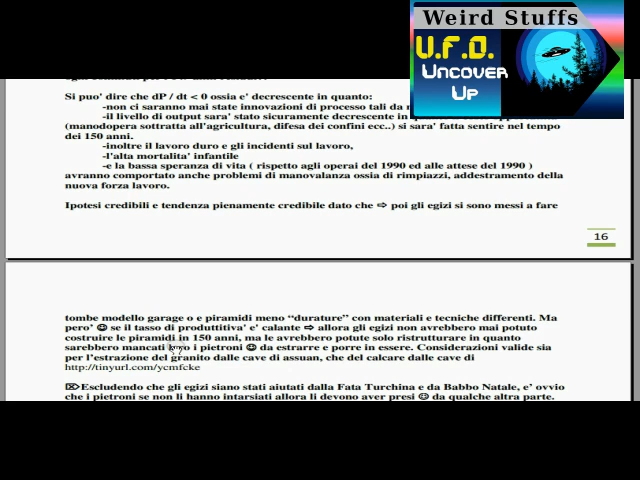 Weird Stuffs
U.F.O.
UNCOVER
UP
Si puo' dire che dP / dt < 0 ossia e' decrescente in quanto:
-non ci saranno mai state innovazioni di processo tali da
-il livello di output sara' stato sicuramente decrescente in
(manodopera sottratta all'agricultura, difesa dei confini ecc..) si sara' fatta sentire nel tempo
dei 150 anni.
-inoltre il lavoro duro e gli incidenti sul lavoro,
-l'alta mortalita' infantile
-e la bassa speranza di vita ( rispetto agli operai del 1990 ed alle attese del 1990 )
avranno comportato anche problemi di manovalanza ossia di rimpiazzi, addestramento della
nuova forza lavoro.
Ipotesi credibili e tendenza pienamente credibile dato che ⇨ poi gli egizi si sono messi a fare
16
tombe modello garage o e piramidi meno “durature” con materiali e tecniche differenti. Ma
pero' ☺ se il tasso di produttitiva' e' calante ⇨ allora gli egizi non avrebbero mai potuto
costruire le piramidi in 150 anni, ma le avrebbero potute solo ristrutturare in quanto
sarebbero mancati loro i pietroni ☺ da estrarre e porre in essere. Considerazioni valide sia
per l'estrazione del granito dalle cave di assuan, che del calcare dalle cave di
http://tinyurl.com/ycmfcke
⌦Escludendo che gli egizi siano stati aiutati dalla Fata Turchina e da Babbo Natale, e' ovvio
che i pietroni se non li hanno intarsiati allora li devono aver presi ☺ da qualche altra parte.